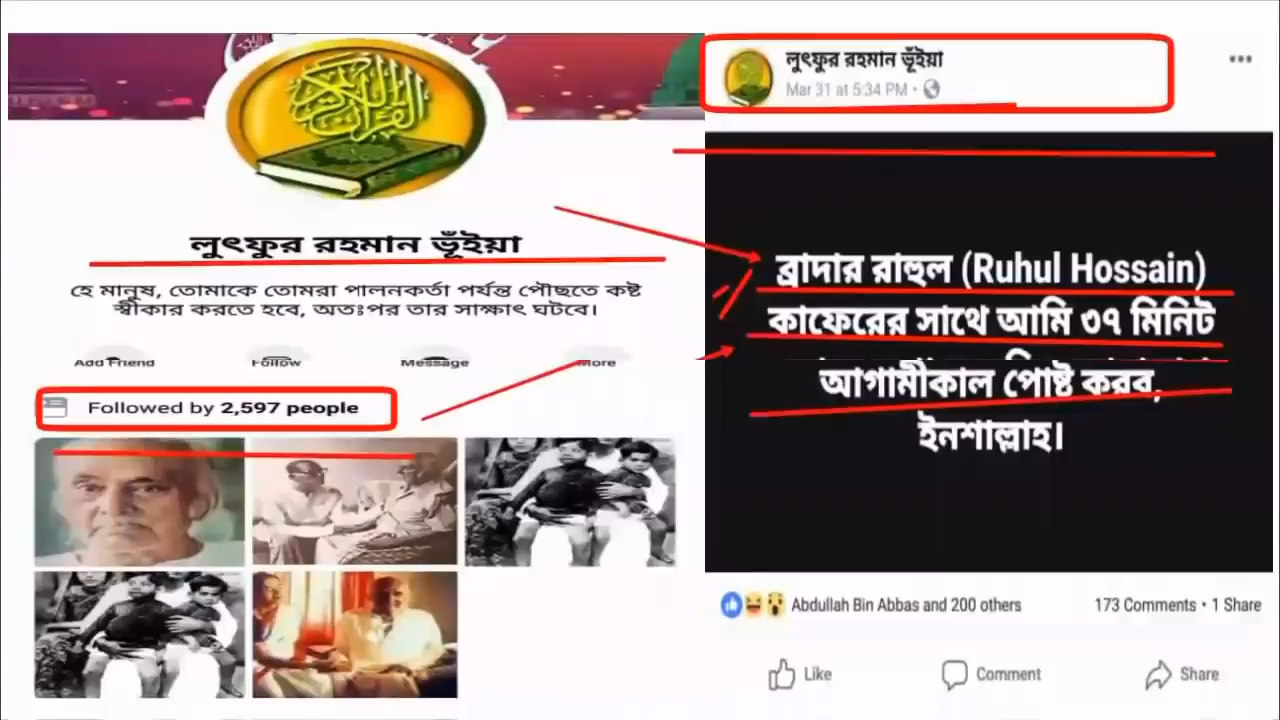 লুৎফুর রহমান ভূঁইয়া
হে মানুষ, তোমাকে তোমরা পালনকর্তা পর্যন্ত পৌছতে কষ্ট
স্বীকার করতে হবে, অতঃপর তার সাক্ষাৎ ঘটবে।
Add Friend
Follow
Message
More
Followed by 2,597 people
লুৎফুর রহমান ভূঁইয়া
Mar 31 at 5:34 PM
ব্রাদার রাহুল (Ruhul Hossain)
কাফেরের সাথে আমি ৩৭ মিনিট
আগামীকাল পোষ্ট করব,
ইনশাল্লাহ।
Abdullah Bin Abbas and 200 others
173 Comments • 1 Share
Like
Comment
Share